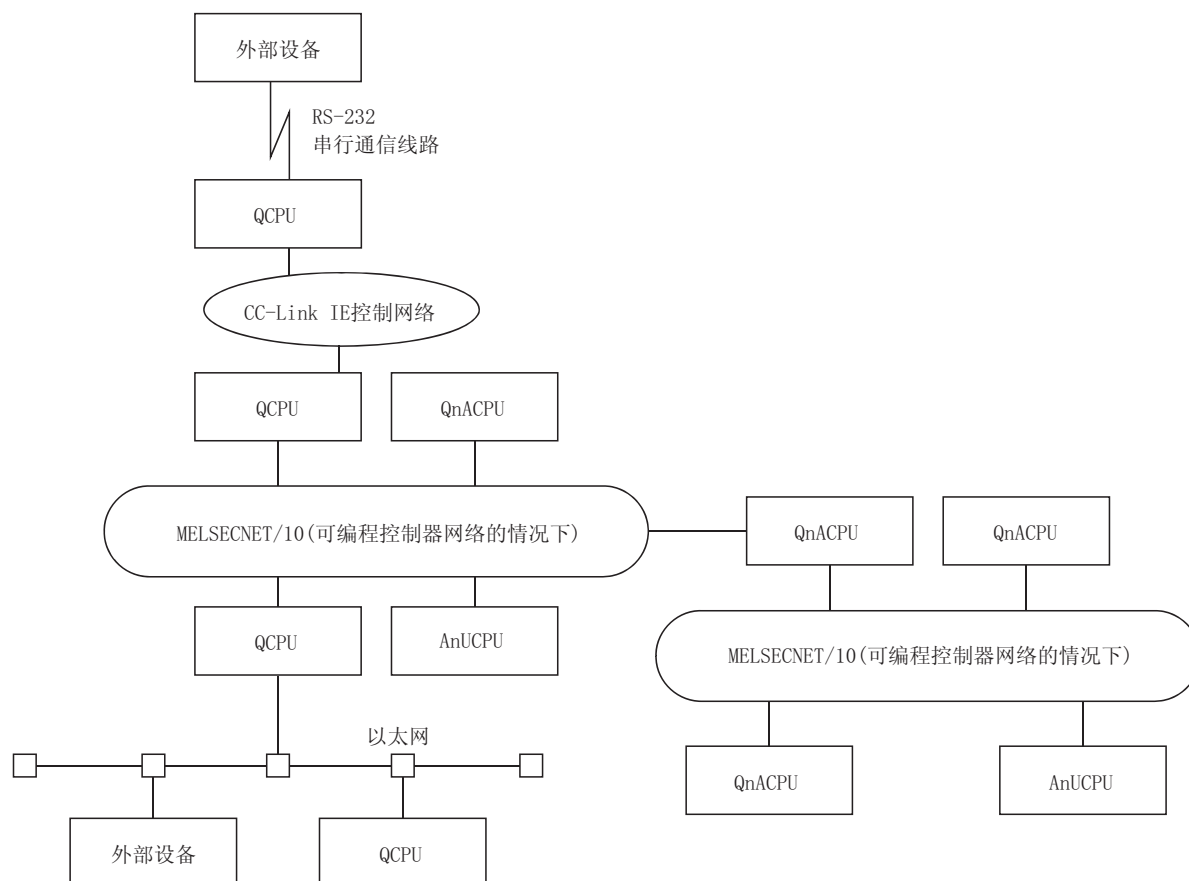 外部设备
RS-232
串行通信线路
QCPU
CC-Link IE控制网络
QCPU
QnACPU
MELSECNET/10(可编程控制器网络的情况下)
QnACPU
QnACPU
QCPU
AnUCPU
MELSECNET/10(可编程控制器网络的情况下)
以太网
QnACPU
AnUCPU
外部设备
QCPU